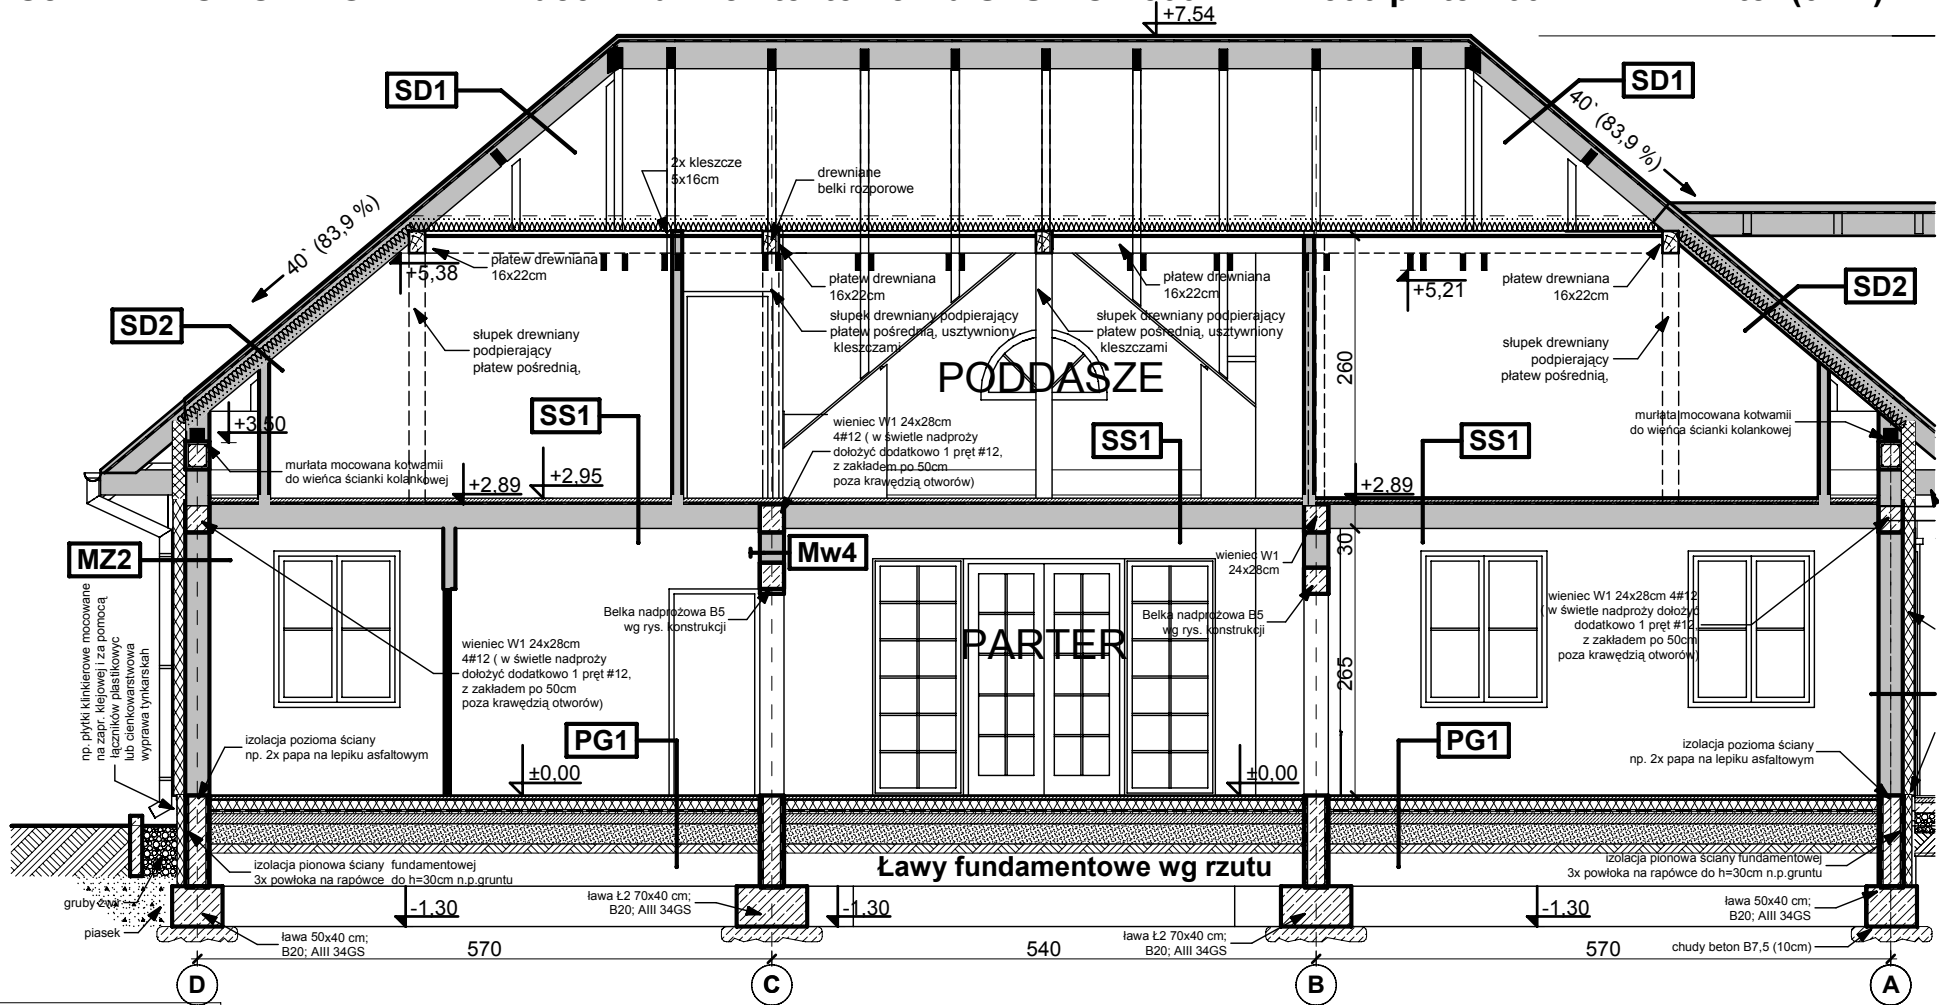 +7,54
SD1
SD1
40` (83,9 %)
40` (83,9 %)
2x kleszcze
5x16cm
drewniane
belki rozporowe
+5,38
płatew drewniana
16x22cm
płatew drewniana
16x22cm
płatew drewniana
16x22cm
+5,21
płatew drewniana
16x22cm
SD2
SD2
słupek drewniany
podpierający
płatew pośrednią,
słupek drewniany podpierający
płatew pośrednią, usztywniony
kleszczami
słupek drewniany podpierający
płatew pośrednią, usztywniony
kleszczami
słupek drewniany
podpierający
płatew pośrednią,
260
PODDASZE
+3,50
SS1
SS1
SS1
wieniec W1 24x28cm
4#12 ( w świetle nadproży
dołożyć dodatkowo 1 pręt #12,
z zakładem po 50cm
poza krawędzią otworów)
murłata mocowana kotwamii
do wieńca ścianki kolankowej
murłata mocowana kotwamii
do wieńca ścianki kolankowej
+2,89
+2,95
+2,89
MZ2
Mw4
wieniec W1
24x28cm
30
np. płytki klinkierowe mocowane
na zapr. klejowej i za pomocą
łączników plastikowyc
lub cienkowarstwowa
wyprawa tynkarskah
Belka nadprożowa B5
wg rys. konstrukcji
Belka nadprożowa B5
wg rys. konstrukcji
wieniec W1 24x28cm 4#12
( w świetle nadproży dołożyć
dodatkowo 1 pręt #12,
z zakładem po 50cm
poza krawędzią otworów)
wieniec W1 24x28cm
4#12 ( w świetle nadproży
dołożyć dodatkowo 1 pręt #12,
z zakładem po 50cm
poza krawędzią otworów)
PARTER
265
PG1
PG1
izolacja pozioma ściany
np. 2x papa na lepiku asfaltowym
izolacja pozioma ściany
np. 2x papa na lepiku asfaltowym
±0,00
±0,00
izolacja pionowa ściany fundamentowej
3x powłoka na rapówce do h=30cm n.p.gruntu
Ławy fundamentowe wg rzutu
izolacja pionowa ściany fundamentowej
3x powłoka na rapówce do h=30cm n.p.gruntu
gruby żwir
piasek
-1.30
ława Ł2 70x40 cm;
B20; AIII 34GS
-1.30
-1.30
ława 50x40 cm;
B20; AIII 34GS
ława 50x40 cm;
B20; AIII 34GS
570
540
ława Ł2 70x40 cm;
B20; AIII 34GS
570
chudy beton B7,5 (10cm)
D
C
B
A